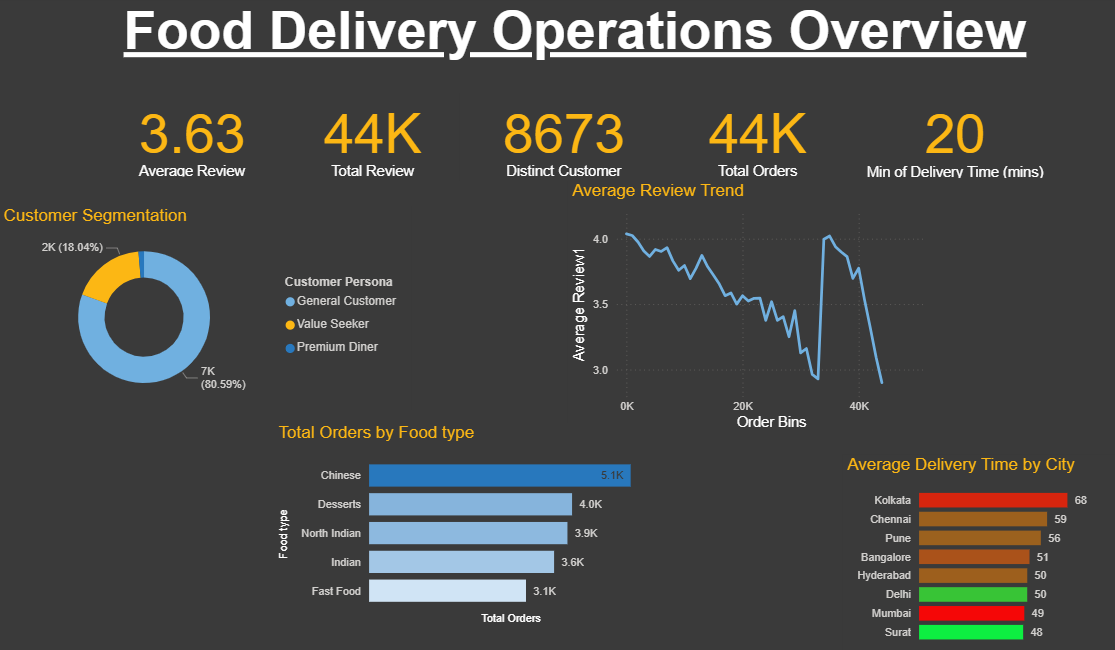 Food Delivery Operations Overview
3.63
44K
8673
44K
20
Average Review
Total Review
Distinct Customer
Total Orders
Min of Delivery Time (mins)
Customer Segmentation
2K (18.04%)
7K
(80.59%)
Customer Persona
General Customer
Value Seeker
Premium Diner
Average Review Trend
Average Review1
4.0
3.5
3.0
0K
20K
40K
Order Bins
Total Orders by Food type
Food type
Chinese
5.1K
Desserts
4.0K
North Indian
3.9K
Indian
3.6K
Fast Food
3.1K
Total Orders
Average Delivery Time by City
Kolkata
68
Chennai
59
Pune
56
Bangalore
51
Hyderabad
50
Delhi
50
Mumbai
49
Surat
48